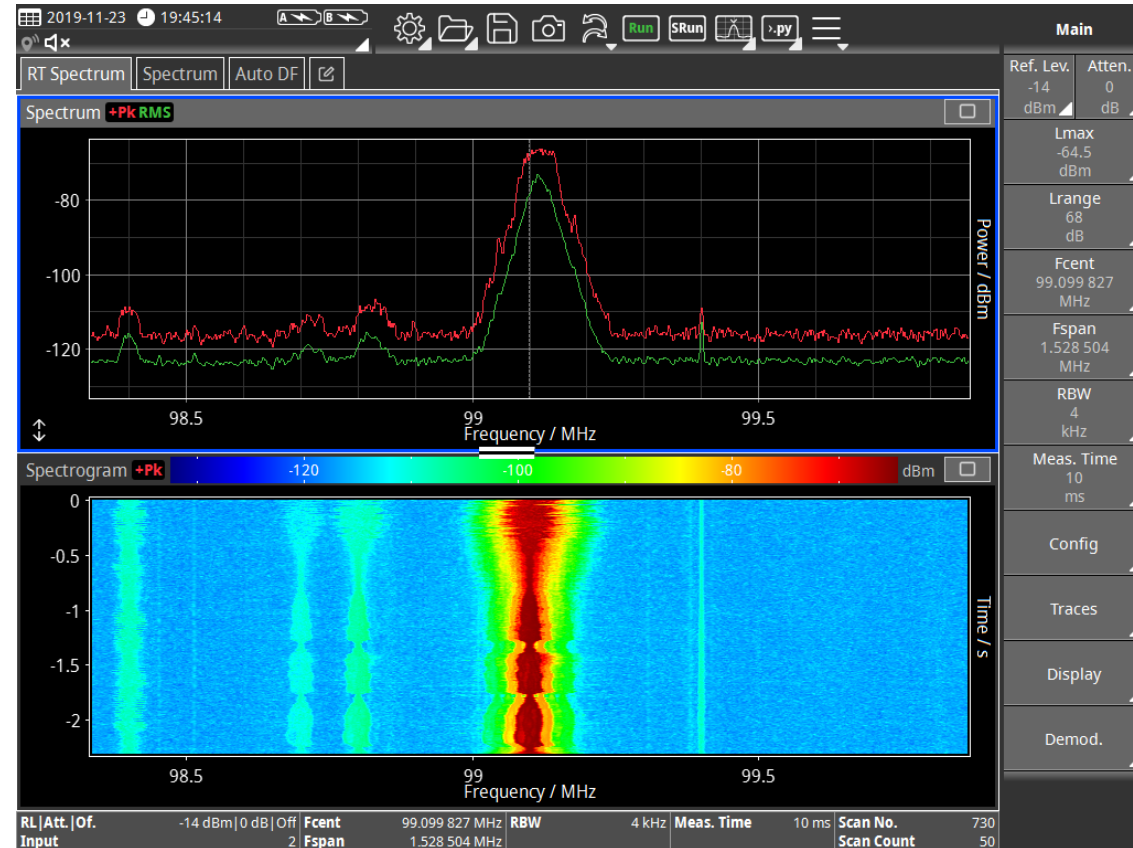 2019-11-23 19:45:14 A B Run SRun >.py Main
RT Spectrum Spectrum Auto DF
Ref. Lev. Atten.
-14 0
dBm dB
Spectrum +Pk RMS
Lmax
-64.5
dBm
Lrange
68
dB
Fcent
99.099 827
MHz
Fspan
1.528 504
MHz
RBW
4
kHz
Meas. Time
10
ms
Config
Traces
Display
Demod.
-80
-100
-120
Power / dBm
98.5 99 99.5
Frequency / MHz
Spectrogram +Pk -120 -100 -80 dBm
0
-0.5
-1
-1.5
-2
Time / s
98.5 99 99.5
Frequency / MHz
RL|Att.|Of. -14 dBm|0 dB|Off Fcent 99.099 827 MHz RBW 4 kHz Meas. Time 10 ms Scan No. 730
Input 2 Fspan 1.528 504 MHz Scan Count 50